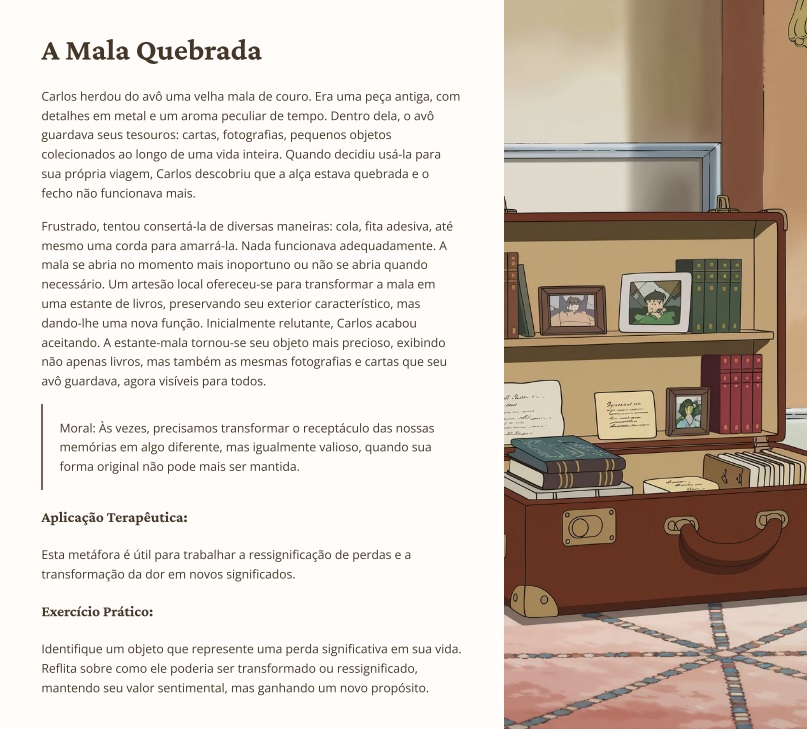 A Mala Quebrada
Carlos herdou do avô uma velha mala de couro. Era uma peça antiga, com
detalhes em metal e um aroma peculiar de tempo. Dentro dela, o avô
guardava seus tesouros: cartas, fotografias, pequenos objetos
colecionados ao longo de uma vida inteira. Quando decidiu usá-la para
sua própria viagem, Carlos descobriu que a alça estava quebrada e o
fecho não funcionava mais.
Frustrado, tentou consertá-la de diversas maneiras: cola, fita adesiva, até
mesmo uma corda para amarrá-la. Nada funcionava adequadamente. A
mala se abria no momento mais inoportuno ou não se abria quando
necessário. Um artesão local ofereceu-se para transformar a mala em
uma estante de livros, preservando seu exterior característico, mas
dando-lhe uma nova função. Inicialmente relutante, Carlos acabou
aceitando. A estante-mala tornou-se seu objeto mais precioso, exibindo
não apenas livros, mas também as mesmas fotografias e cartas que seu
avô guardava, agora visíveis para todos.
Moral: Às vezes, precisamos transformar o receptáculo das nossas
memórias em algo diferente, mas igualmente valioso, quando sua
forma original não pode mais ser mantida.
Aplicação Terapêutica:
Esta metáfora é útil para trabalhar a ressignificação de perdas e a
transformação da dor em novos significados.
Exercício Prático:
Identifique um objeto que represente uma perda significativa em sua vida.
Reflita sobre como ele poderia ser transformado ou ressignificado,
mantendo seu valor sentimental, mas ganhando um novo propósito.